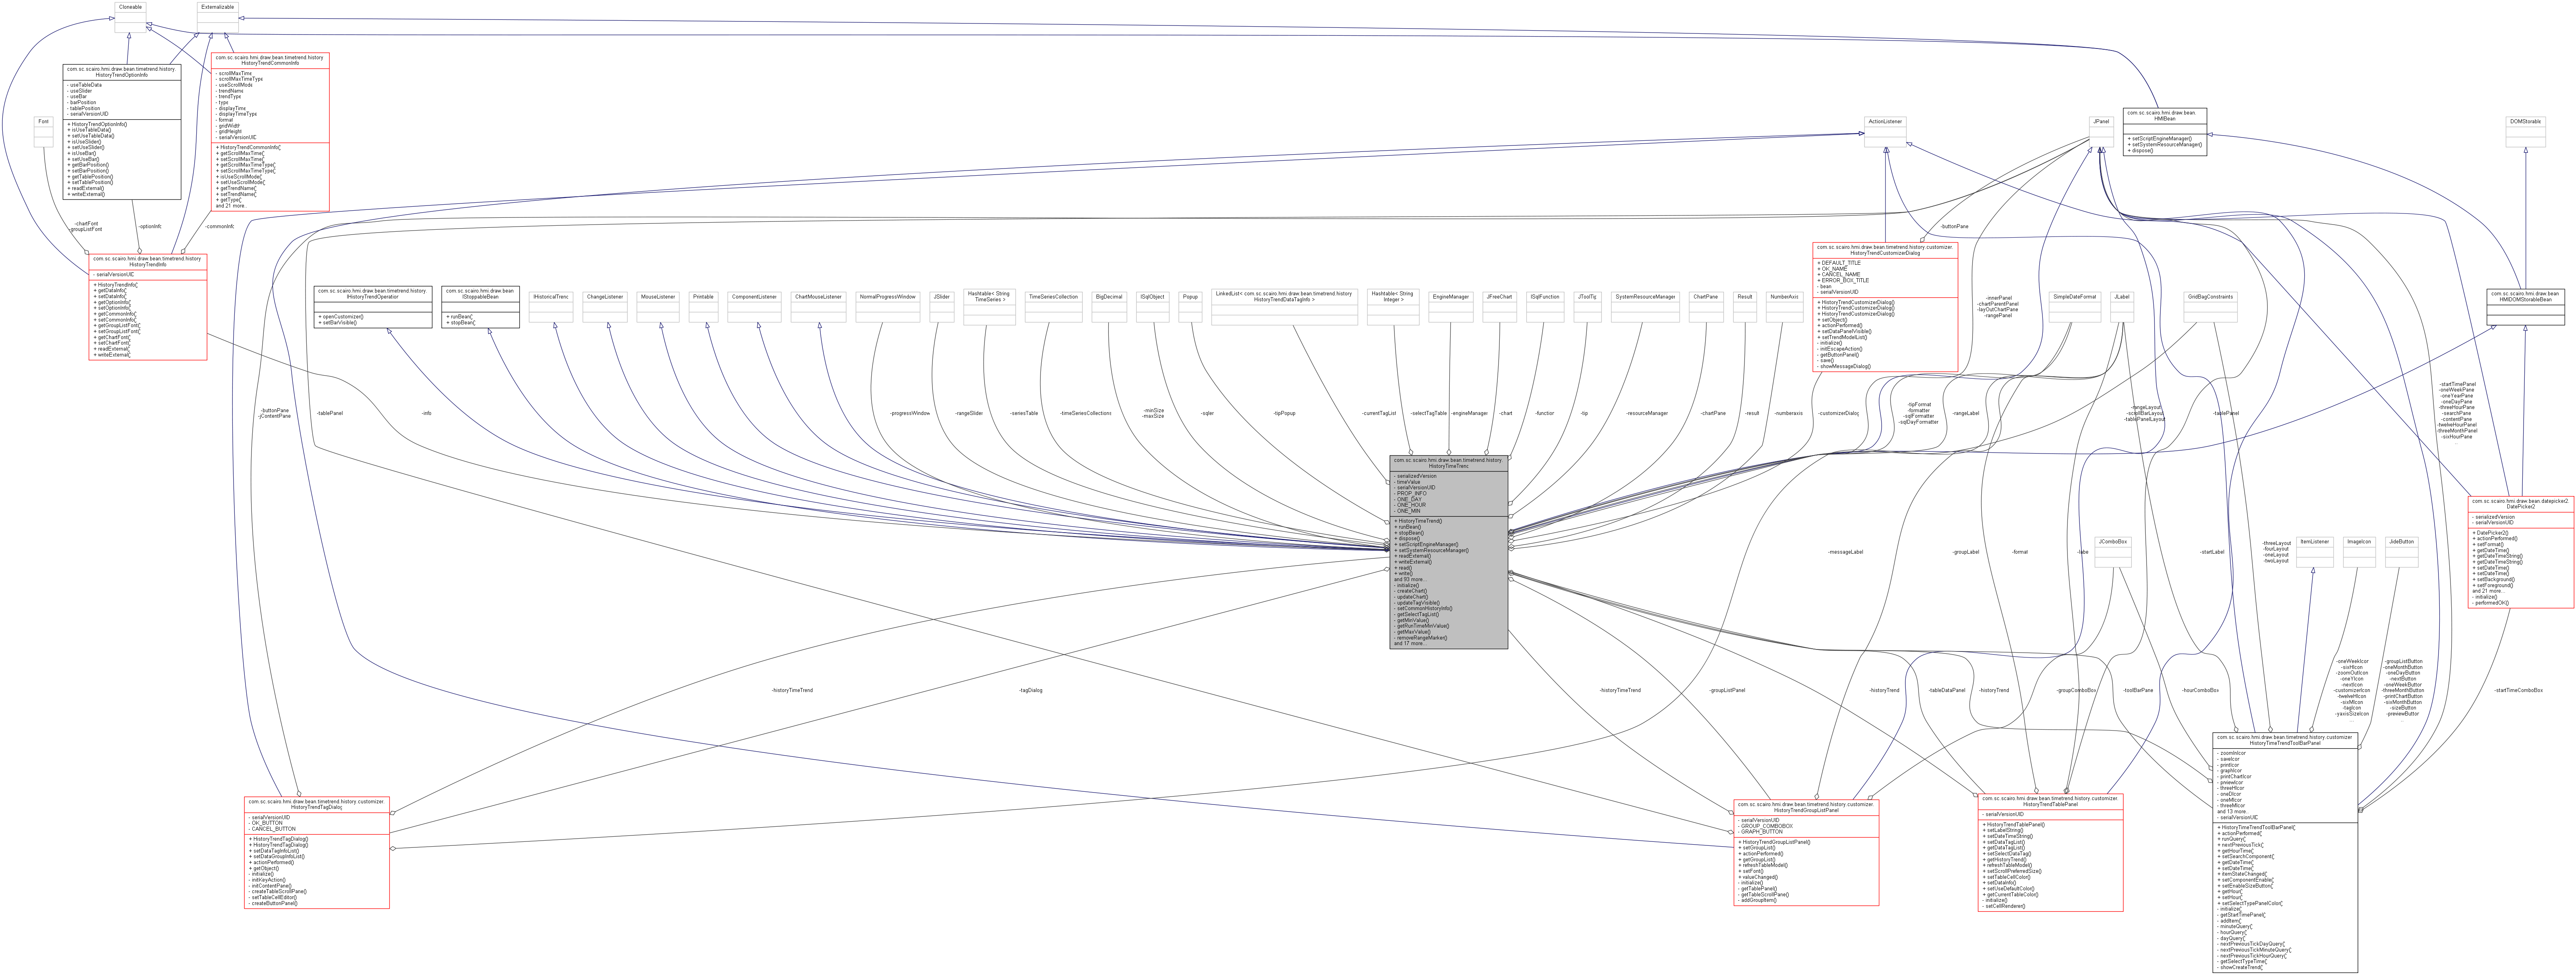 Cloneable
Externalizable
com.sc.scairo.hmi.draw.bean.timetrend.history.
HistoryTrendOptionInfo
- useTableData
- useSlider
- useBar
- barPosition
- tablePosition
- serialVersionUID
+ HistoryTrendOptionInfo()
+ isUseTableData()
+ setUseTableData()
+ isUseSlider()
+ setUseSlider()
+ isUseBar()
+ setUseBar()
+ getBarPosition()
+ setBarPosition()
+ getTablePosition()
+ setTablePosition()
+ readExternal()
+ writeExternal()
com.sc.scairo.hmi.draw.bean.timetrend.history
HistoryTrendCommonInfo
- scrollMaxTime
- scrollMaxTimeType
- useScrollMode
- trendName
- trendType
- type
- displayTime
- displayTimeType
- format
- gridWidth
- gridHeight
- serialVersionUID
+ HistoryTrendCommonInfo(
+ getScrollMaxTime(
+ setScrollMaxTime(
+ getScrollMaxTimeType(
+ setScrollMaxTimeType(
+ isUseScrollMode(
+ setUseScrollMode(
+ getTrendName(
+ setTrendName(
+ getType(
and 21 more..
Font
-chartFont
-groupListFont
-optionInfo
-commonInfo
com.sc.scairo.hmi.draw.bean.timetrend.history
HistoryTrendInfo
- serialVersionUID
+ HistoryTrendInfo(
+ getDataInfo(
+ setDataInfo(
+ getOptionInfo(
+ setOptionInfo(
+ getCommonInfo(
+ setCommonInfo(
+ getGroupListFont(
+ setGroupListFont(
+ getChartFont(
+ setChartFont(
+ readExternal(
+ writeExternal(
ActionListener
JPanel
com.sc.scairo.hmi.draw.bean.
HMIBean
+ setScriptEngineManager()
+ setSystemResourceManager()
+ dispose()
DOMStorable
-buttonPane
com.sc.scairo.hmi.draw.bean.timetrend.history.customizer.
HistoryTrendCustomizerDialog
+ DEFAULT_TITLE
+ OK_NAME
+ CANCEL_NAME
+ ERROR_BOX_TITLE
- bean
- serialVersionUID
+ HistoryTrendCustomizerDialog()
+ HistoryTrendCustomizerDialog()
+ HistoryTrendCustomizerDialog()
+ setObject()
+ actionPerformed()
+ setDataPanelVisible()
+ setTrendModelList()
- initialize()
- initEscapeAction()
- getButtonPanel()
- save()
- showMessageDialog()
com.sc.scairo.hmi.draw.bean.timetrend.history.
IHistoryTrendOperator
+ openCustomizer()
+ setBarVisible()
com.sc.scairo.hmi.draw.bean
IStoppableBean
+ runBean(
+ stopBean(
IHistoricalTrend
ChangeListener
MouseListener
Printable
ComponentListener
ChartMouseListener
NormalProgressWindow
JSlider
Hashtable< String
TimeSeries >
TimeSeriesCollection
BigDecimal
ISqlObject
Popup
LinkedList< com.sc.scairo.hmi.draw.bean.timetrend.history
HistoryTrendDataTagInfo >
Hashtable< String
Integer >
EngineManager
JFreeChart
ISqlFunction
JToolTip
SystemResourceManager
ChartPane
Result
NumberAxis
-innerPanel
-chartParentPanel
-layOutChartPane
-rangePanel
SimpleDateFormat
JLabel
GridBagConstraints
com.sc.scairo.hmi.draw.bean
HMIDOMStorableBean
-buttonPane
-jContentPane
-tablePanel
-info
-progressWindow
-rangeSlider
-seriesTable
-timeSeriesCollections
-minSize
-maxSize
-sqler
-tipPopup
-currentTagList
-selectTagTable
-engineManager
-chart
-function
-tip
-resourceManager
-chartPane
-result
-numberaxis
-customizerDialog
-tipFormat
-formatter
-sqlFormatter
-sqlDayFormatter
-rangeLabel
-rangeLayout
-scrollBarLayout
-tablePanelLayout
-tablePanel
-startTimePanel
-oneWeekPane
-oneYearPane
-oneDayPane
-threeHourPane
-searchPane
-contentPane
-twelveHourPanel
-threeMonthPanel
-sixHourPane
com.sc.scairo.hmi.draw.bean.timetrend.history.
HistoryTimeTrend
- serializedVersion
- timeValue
- serialVersionUID
- PROP_INFO
- ONE_DAY
- ONE_HOUR
- ONE_MIN
+ HistoryTimeTrend()
+ runBean()
+ stopBean()
+ dispose()
+ setScriptEngineManager()
+ setSystemResourceManager()
+ readExternal()
+ writeExternal()
+ read()
+ write()
and 93 more...
- initialize()
- createChart()
- updateChart()
- updateTagVisible()
- setCommonHistoryInfo()
- getSelectTagList()
- getMinValue()
- getRunTimeMinValue()
- getMaxValue()
- removeRangeMarker()
and 17 more...
com.sc.scairo.hmi.draw.bean.datepicker2.
DatePicker2
- serializedVersion
- serialVersionUID
+ DatePicker2()
+ actionPerformed()
+ setFormat()
+ getDateTime()
+ getDateTimeString()
+ getDateTimeString()
+ setDateTime()
+ setDateTime()
+ setBackground()
+ setForeground()
and 21 more...
- initialize()
- performedOK()
-messageLabel
-groupLabel
-format
-label
JComboBox
-startLabel
-threeLayout
-fourLayout
-oneLayout
-twoLayout
ItemListener
ImageIcon
JideButton
-historyTimeTrend
-tagDialog
-historyTimeTrend
-groupListPanel
-historyTrend
-tableDataPanel
-historyTrend
-groupComboBox
-toolBarPane
-hourComboBox
-oneWeekIcon
-sixHIcon
-zoomOutIcon
-oneYIcon
-nextIcon
-customizerIcon
-twelveHIcon
-sixMIcon
-tagIcon
-yaxisSizeIcon
-groupListButton
-oneMonthButton
-oneDayButton
-nextButton
-oneWeekButton
-threeMonthButton
-printChartButton
-sixMonthButton
-sizeButton
-previewButton
-startTimeComboBox
com.sc.scairo.hmi.draw.bean.timetrend.history.customizer.
HistoryTrendTagDialog
- serialVersionUID
- OK_BUTTON
- CANCEL_BUTTON
+ HistoryTrendTagDialog()
+ HistoryTrendTagDialog()
+ setDataTagInfoList()
+ setDataGroupInfoList()
+ actionPerformed()
+ getObject()
- initialize()
- initKeyAction()
- initContentPane()
- createTableScrollPane()
- setTableCellEditor()
- createButtonPanel()
com.sc.scairo.hmi.draw.bean.timetrend.history.customizer.
HistoryTrendGroupListPanel
- serialVersionUID
- GROUP_COMBOBOX
- GRAPH_BUTTON
+ HistoryTrendGroupListPanel()
+ setGroupList()
+ actionPerformed()
+ getGroupList()
+ refreshTableModel()
+ setFont()
+ valueChanged()
- initialize()
- getTablePanel()
- getTableScrollPane()
- addGroupItem()
com.sc.scairo.hmi.draw.bean.timetrend.history.customizer.
HistoryTrendTablePanel
- serialVersionUID
+ HistoryTrendTablePanel()
+ setLabelString()
+ setDateTimeString()
+ setDataTagList()
+ getDataTagList()
+ setSelectDataTag()
+ getHistoryTrend()
+ refreshTableModel()
+ setScrollPreferredSize()
+ setTableCellColor()
+ setDataInfo()
+ setUseDefaultColor()
+ getCurrentTableColor()
- initialize()
- setCellRenderer()
com.sc.scairo.hmi.draw.bean.timetrend.history.customizer
HistoryTimeTrendToolBarPanel
- zoomInIcon
- saveIcon
- printIcon
- graphIcon
- printChartIcon
- previewIcon
- threeHIcon
- oneDIcon
- oneMIcon
- threeMIcon
and 13 more..
- serialVersionUID
+ HistoryTimeTrendToolBarPanel(
+ actionPerformed(
+ runQuery(
+ nextPreviousTick(
+ getHourTime(
+ setSearchComponent(
+ getDateTime(
+ setDateTime(
+ itemStateChanged(
+ setComponentEnable(
+ setEnableSizeButton(
+ getHour(
+ setHour(
+ setSelectTypePanelColor(
- initialize(
- getStartTimePanel(
- addItem(
- minuteQuery(
- hourQuery(
- dayQuery(
- nextPreviousTickDayQuery(
- nextPreviousTickMinuteQuery(
- nextPreviousTickHourQuery(
- getSelectTypeTime(
- showCreateTrend(